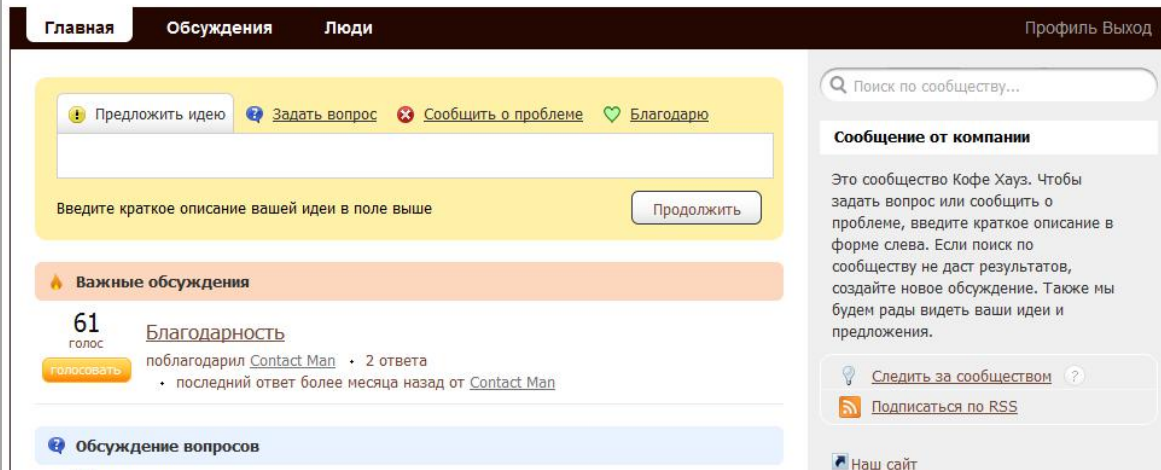 Главная Обсуждения Люди Профиль Выход
Предложить идею Задать вопрос Сообщить о проблеме Благодарю
Введите краткое описание вашей идеи в поле выше Продолжить
Важные обсуждения
61
голос
голосовать
Благодарность
поблагодарил Contact Man • 2 ответа
• последний ответ более месяца назад от Contact Man
Обсуждение вопросов
Поиск по сообществу...
Сообщение от компании
Это сообщество Кофе Хауз. Чтобы
задать вопрос или сообщить о
проблеме, введите краткое описание в
форме слева. Если поиск по
сообществу не даст результатов,
создайте новое обсуждение. Также мы
будем рады видеть ваши идеи и
предложения.
Следить за сообществом ?
Подписаться по RSS
Наш сайт